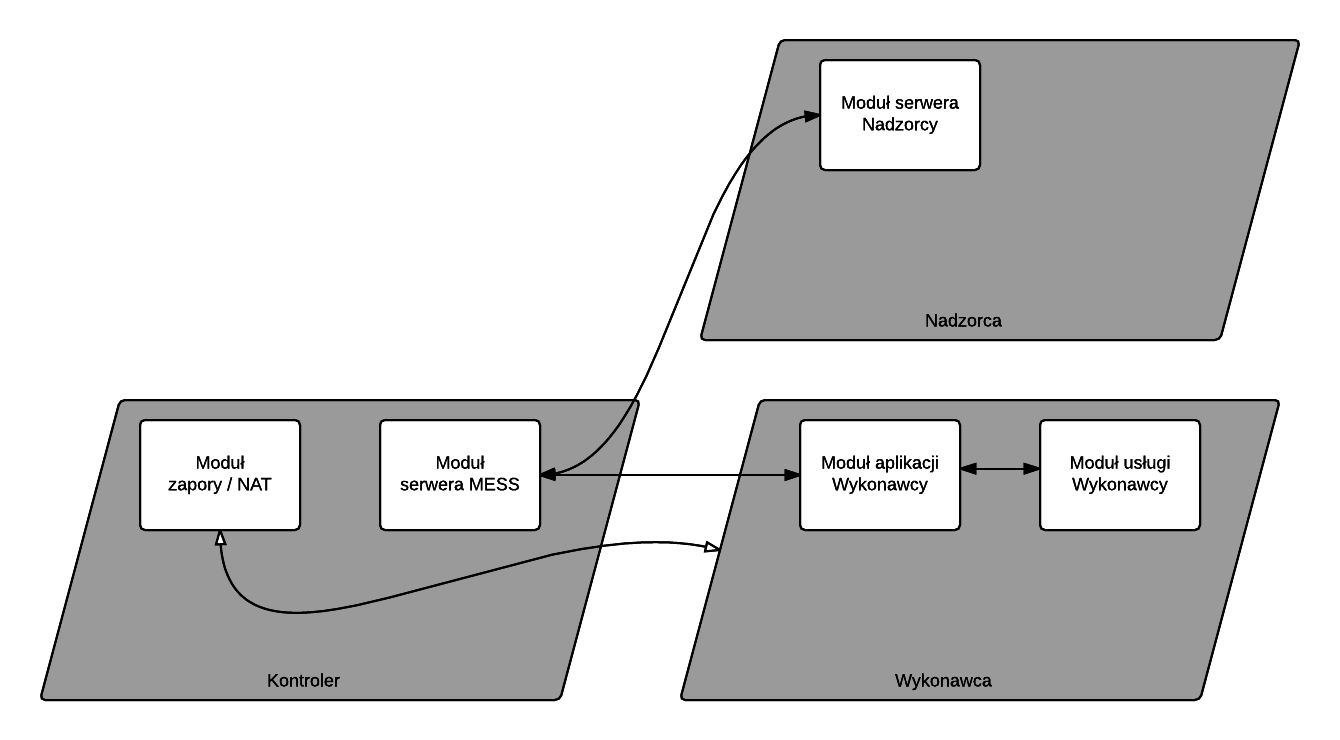 Moduł serwera
Nadzorcy
Nadzorca
Moduł
zapory / NAT
Moduł
serwera MESS
Kontroler
Moduł aplikacji
Wykonawcy
Moduł usługi
Wykonawcy
Wykonawca